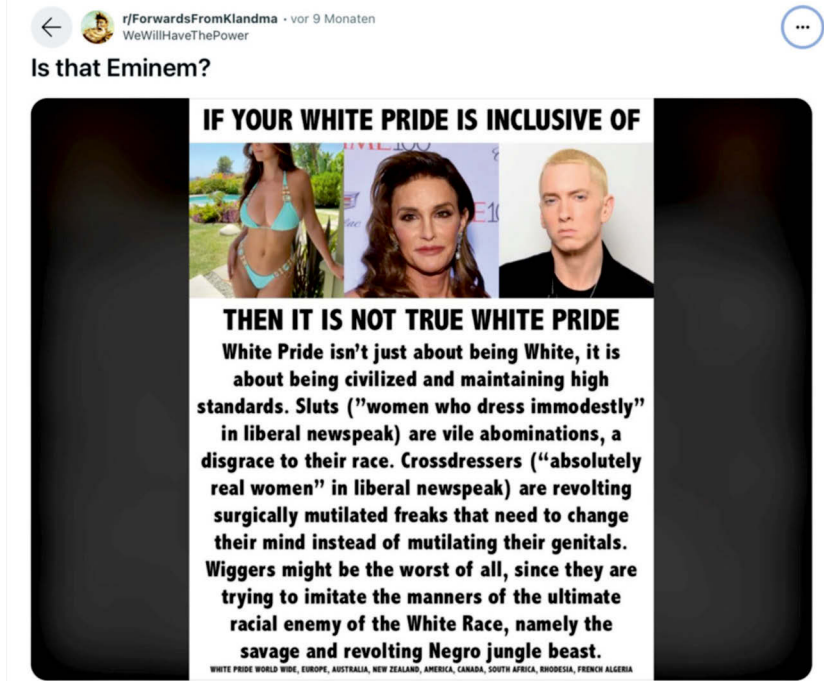 r/ForwardsFromKlandma · vor 9 Monaten
WeWillHaveThePower
Is that Eminem?
IF YOUR WHITE PRIDE IS INCLUSIVE OF
THEN IT IS NOT TRUE WHITE PRIDE
White Pride isn't just about being White, it is
about being civilized and maintaining high
standards. Sluts ("women who dress immodestly"
in liberal newspeak) are vile abominations, a
disgrace to their race. Crossdressers ("absolutely
real women" in liberal newspeak) are revolting
surgically mutilated freaks that need to change
their mind instead of mutilating their genitals.
Wiggers might be the worst of all, since they are
trying to imitate the manners of the ultimate
racial enemy of the White Race, namely the
savage and revolting Negro jungle beast.
WHITE PRIDE WORLD WIDE, EUROPE, AUSTRALIA, NEW ZEALAND, AMERICA, CANADA, SOUTH AFRICA, RHODESIA, FRENCH ALGERIA